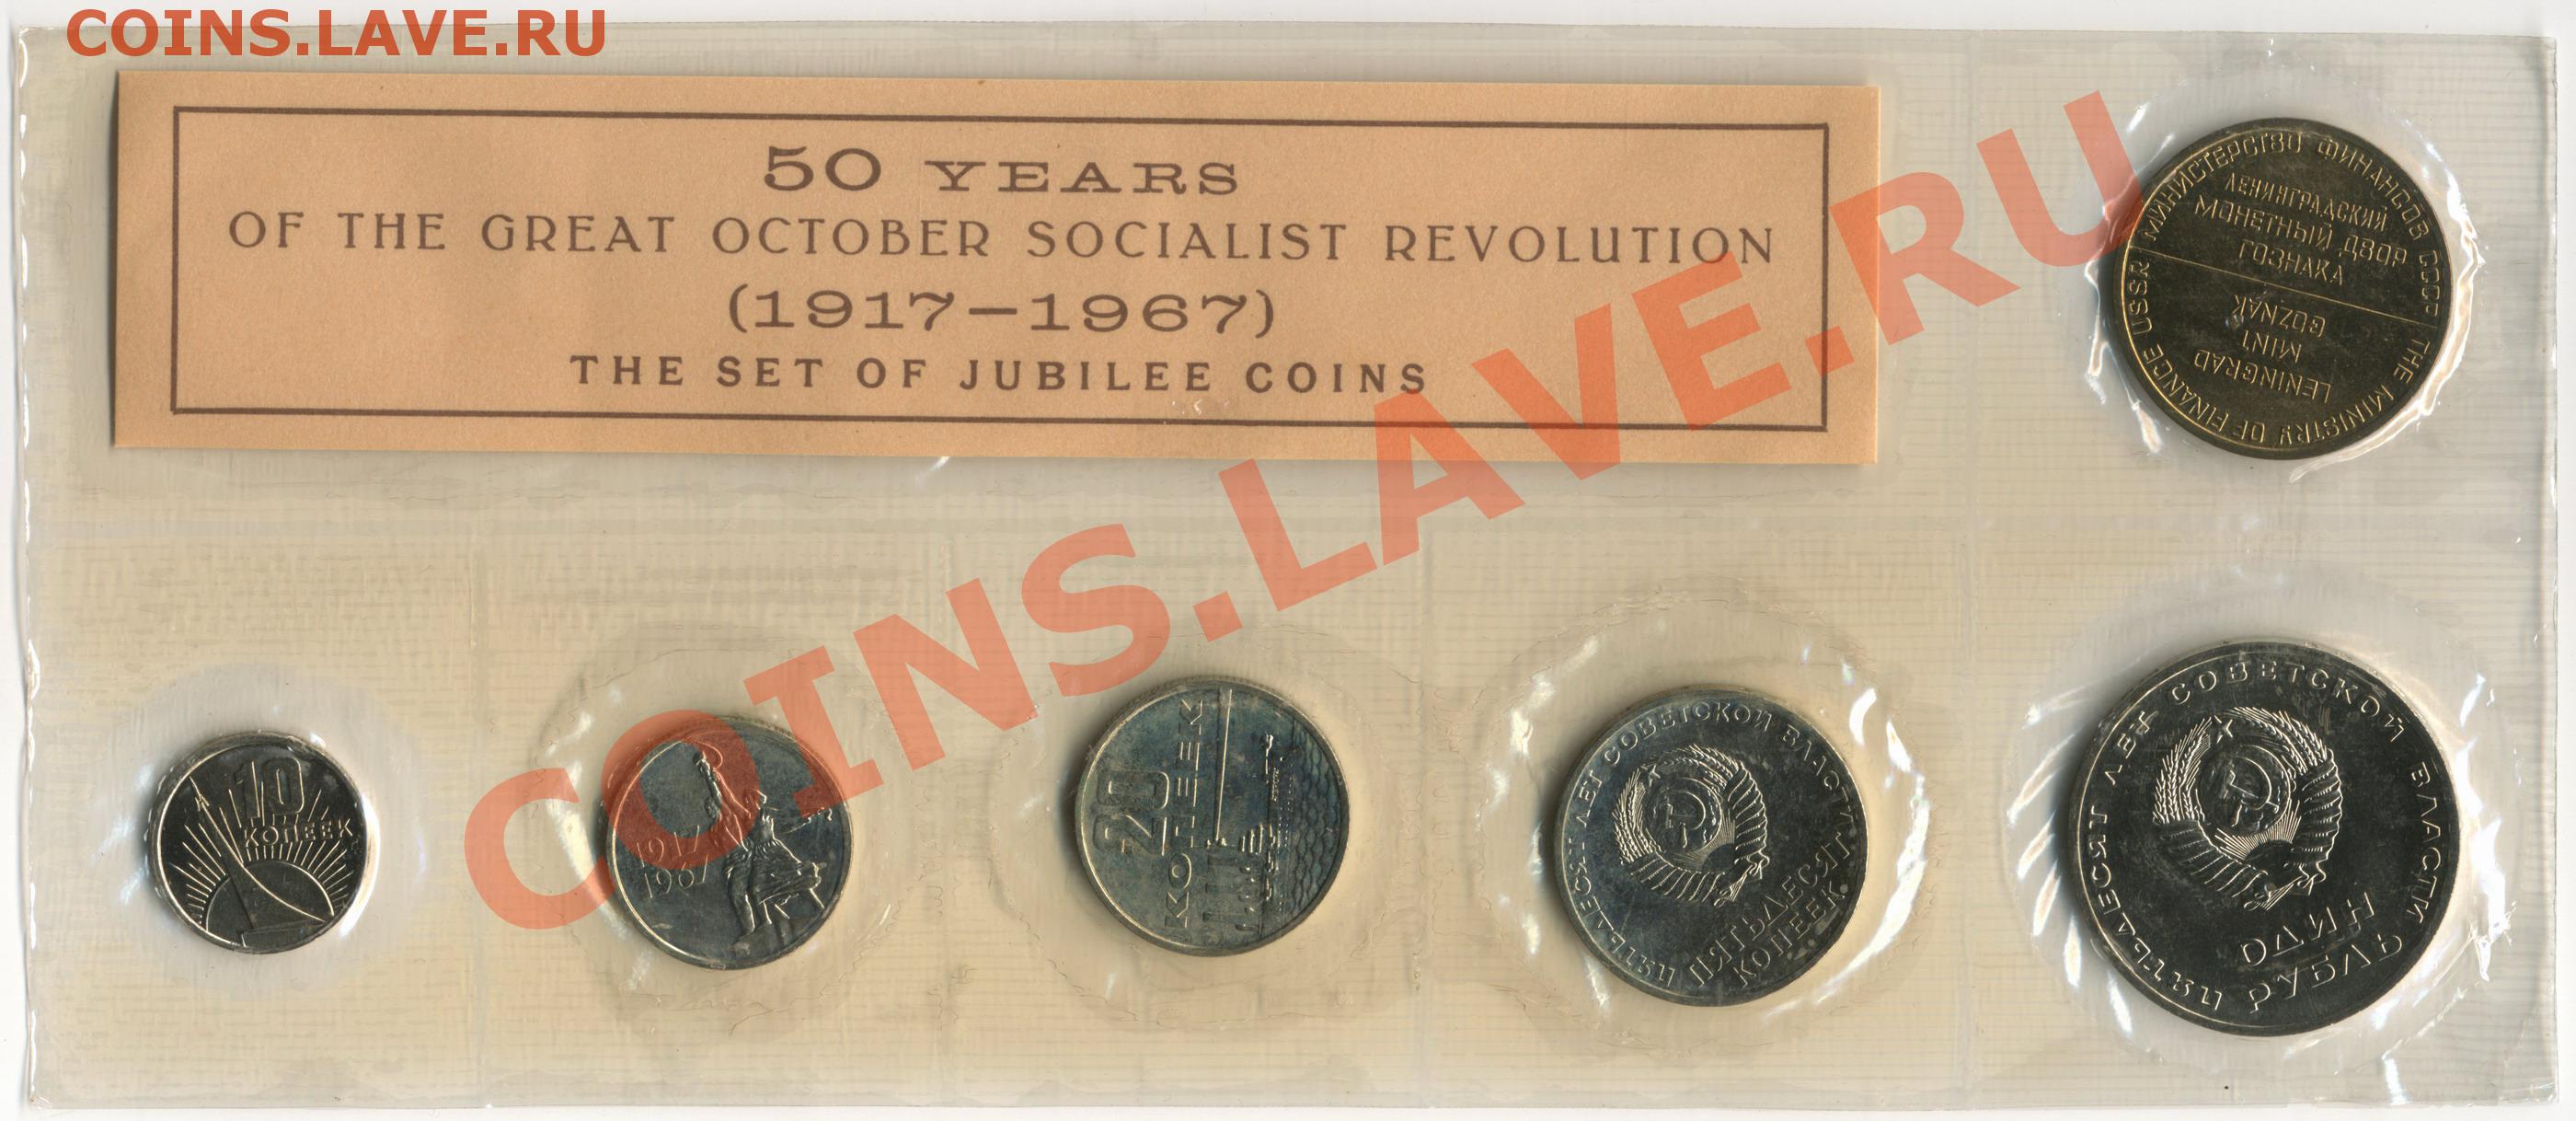 COINS.LAVE.RU
50 YEARS
OF THE GREAT OCTOBER SOCIALIST REVOLUTION
(1917–1967)
THE SET OF JUBILEE COINS
МИНИСТЕРСТВО ФИНАНСОВ СССР
ЛЕНИНГРАДСКИЙ
МОНЕТНЫЙ ДВОР
ГОЗНАКА
LENINGRAD
MINT
GOZNAK
THE MINISTRY OF FINANCE USSR
COINS.LAVE.RU
10
КОПЕЕК
1917
1967
20
КОПЕЕК
ПЯТЬДЕСЯТ ЛЕТ СОВЕТСКОЙ ВЛАСТИ
ПЯТЬДЕСЯТ
КОПЕЕК
ПЯТЬДЕСЯТ ЛЕТ СОВЕТСКОЙ ВЛАСТИ
ОДИН
РУБЛЬ